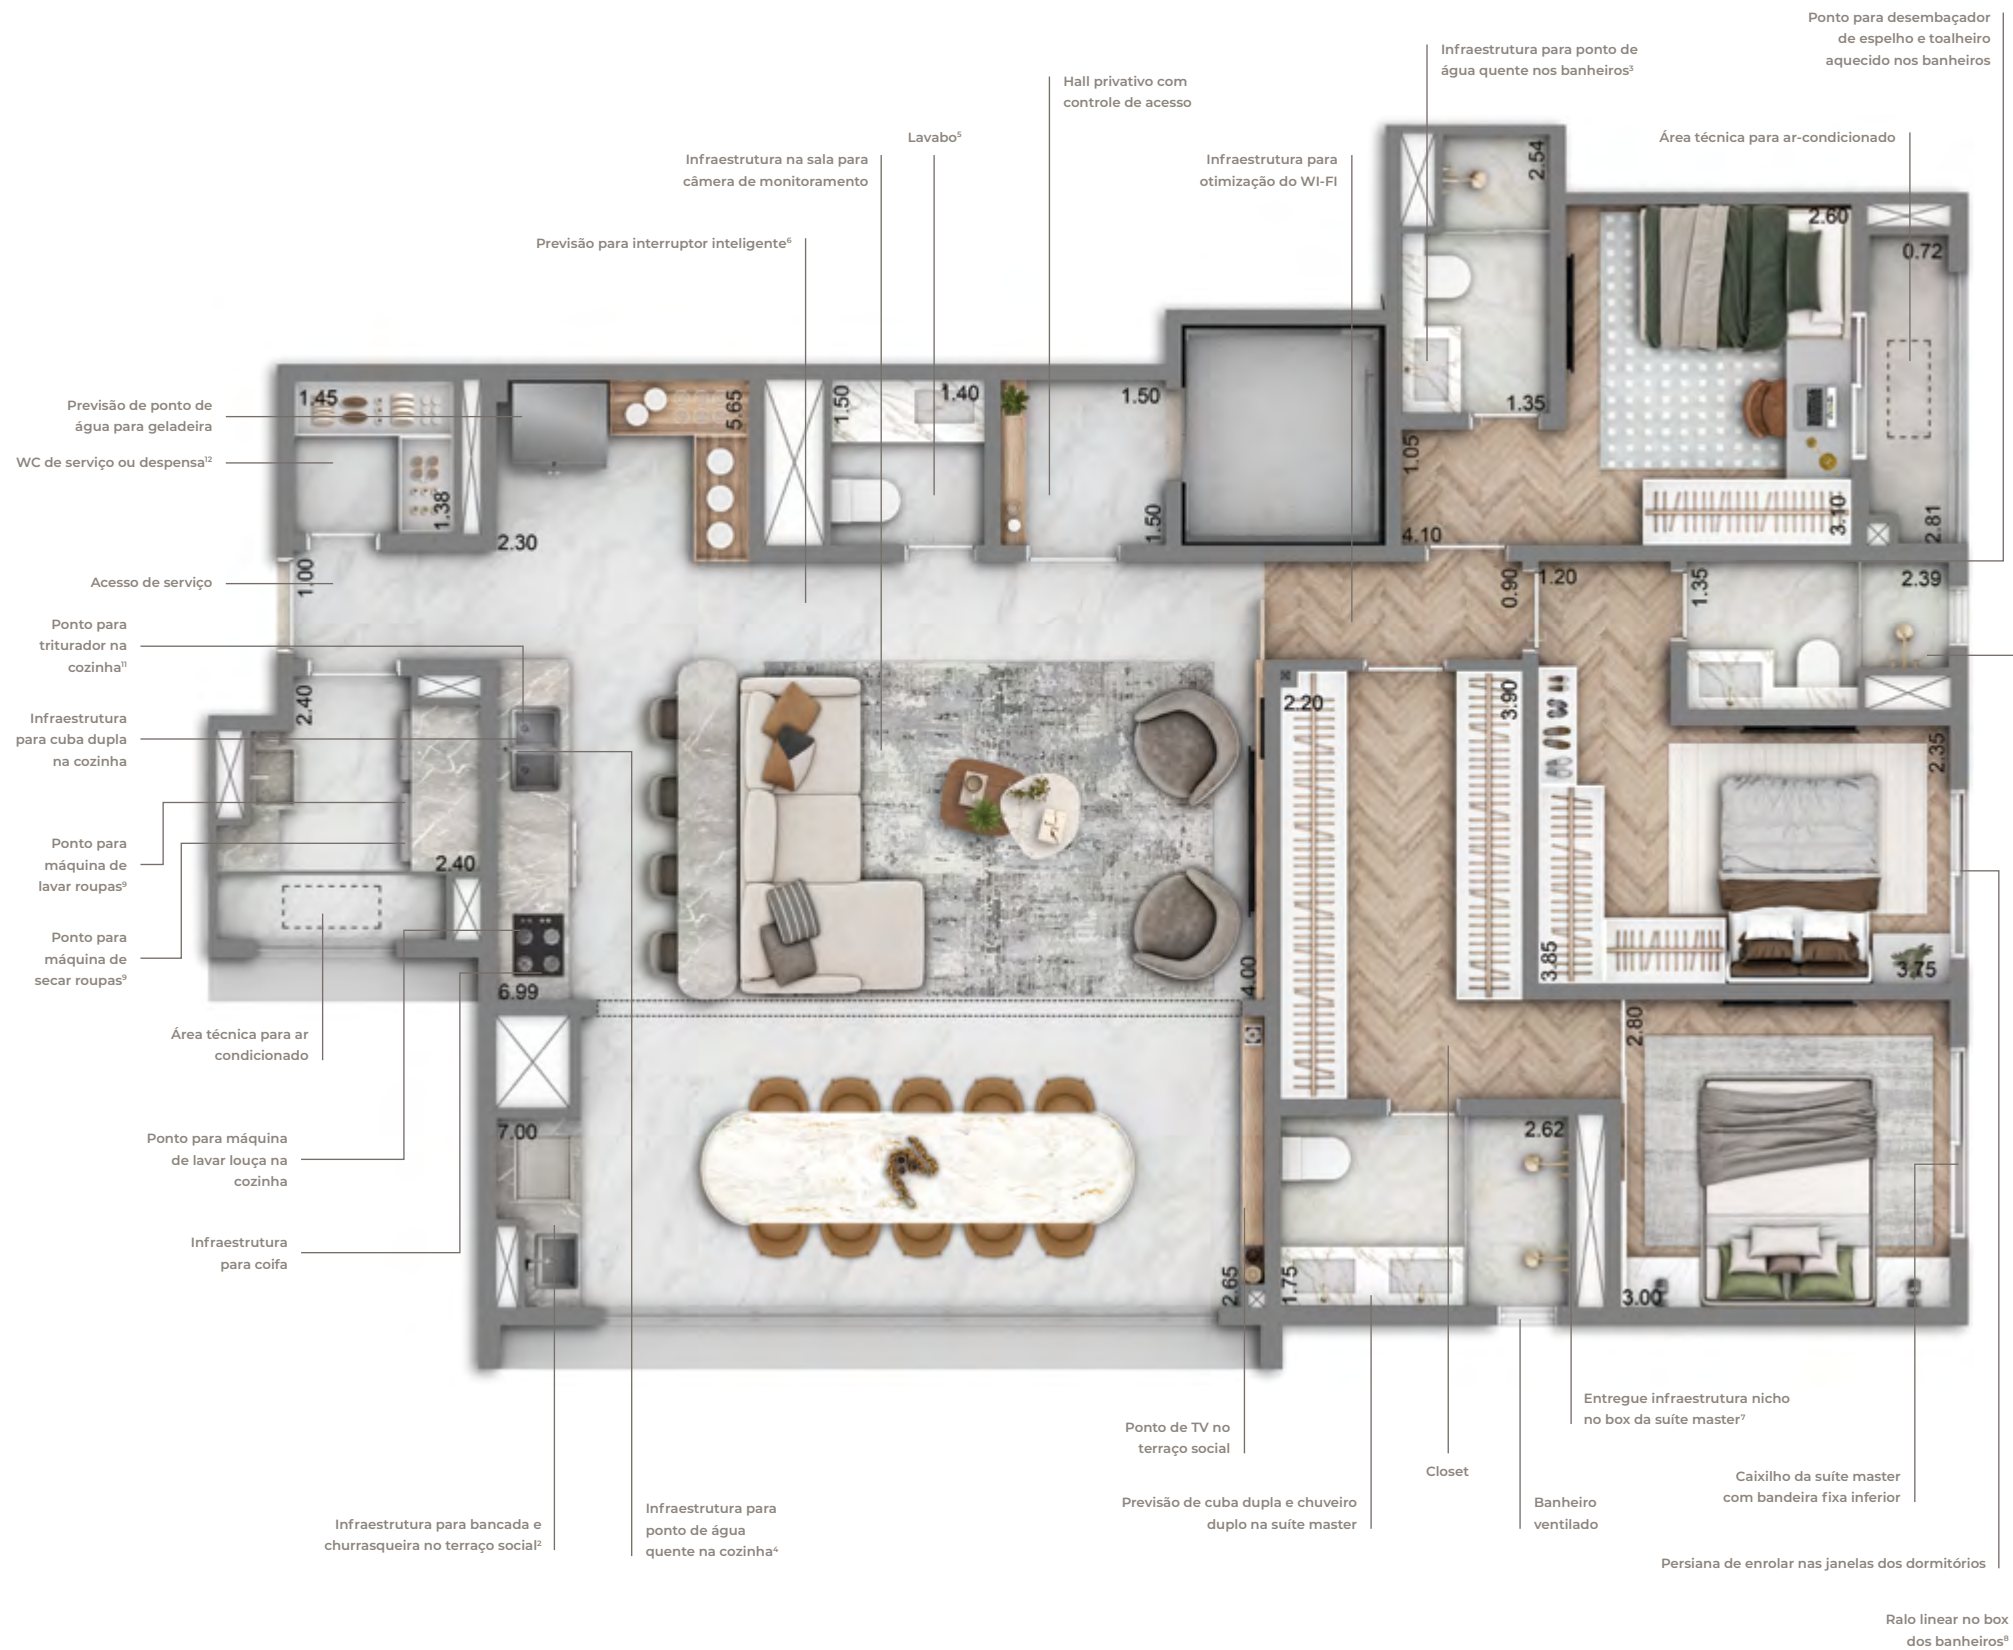 Ponto para desembaçador
de espelho e toalheiro
aquecido nos banheiros
Infraestrutura para ponto de
água quente nos banheiros³
Hall privativo com
controle de acesso
Lavabo⁵
Área técnica para ar-condicionado
Infraestrutura na sala para
câmera de monitoramento
Infraestrutura para
otimização do WI-FI
Previsão para interruptor inteligente⁶
2.54
2.60
0.72
1.35
1.05
4.10
3.10
2.81
Previsão de ponto de
água para geladeira
WC de serviço ou despensa¹²
1.45
1.38
5.65
2.30
1.50
1.40
1.50
1.50
Acesso de serviço
1.00
0.90
1.20
1.35
2.39
Ponto para
triturador na
cozinha¹¹
Infraestrutura
para cuba dupla
na cozinha
2.40
2.20
3.90
2.35
Ponto para
máquina de
lavar roupas⁹
2.40
Ponto para
máquina de
secar roupas⁹
6.99
4.00
3.85
3.75
Área técnica para ar
condicionado
2.80
Ponto para máquina
de lavar louça na
cozinha
7.00
2.62
Infraestrutura
para coifa
2.65
1.75
3.00
Entregue infraestrutura nicho
no box da suíte master⁷
Ponto de TV no
terraço social
Closet
Caixilho da suíte master
com bandeira fixa inferior
Previsão de cuba dupla e chuveiro
duplo na suíte master
Banheiro
ventilado
Infraestrutura para bancada e
churrasqueira no terraço social²
Infraestrutura para
ponto de água
quente na cozinha⁴
Persiana de enrolar nas janelas dos dormitórios
Ralo linear no box
dos banheiros⁸